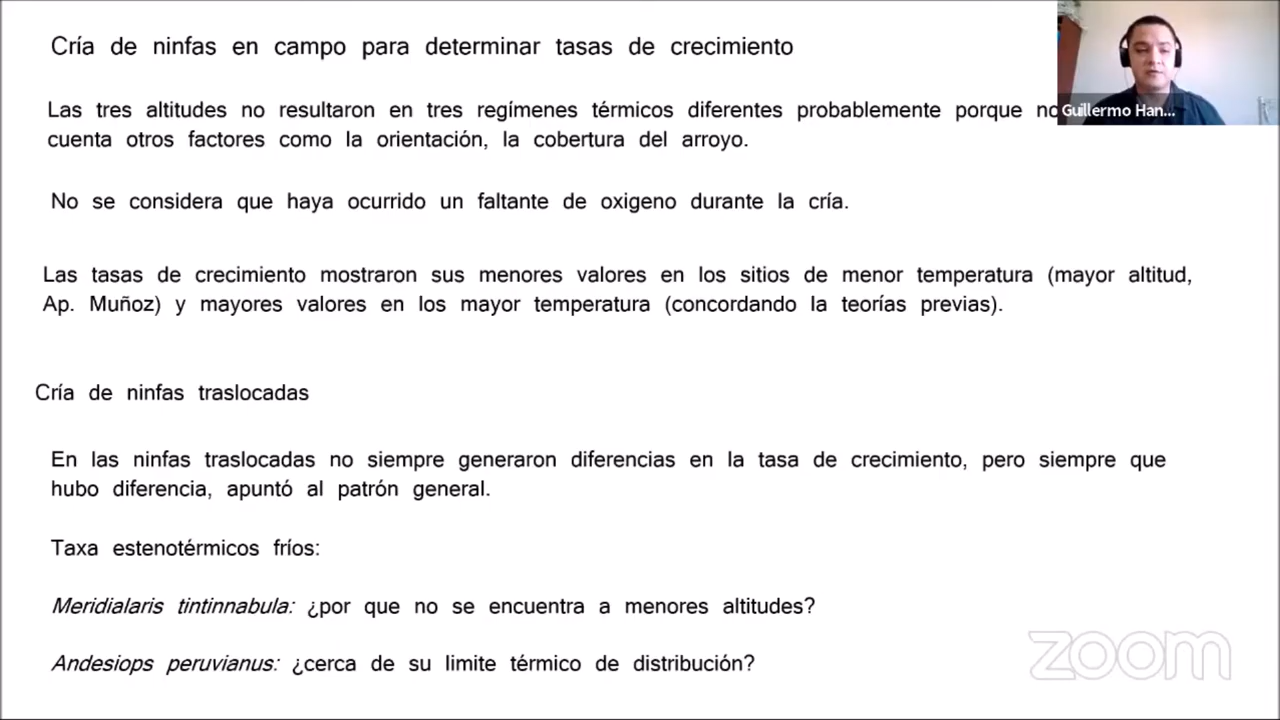 Cría de ninfas en campo para determinar tasas de crecimiento
Las tres altitudes no resultaron en tres regímenes térmicos diferentes probablemente porque no
Guillermo Han...
cuenta otros factores como la orientación, la cobertura del arroyo.
No se considera que haya ocurrido un faltante de oxigeno durante la cría.
Las tasas de crecimiento mostraron sus menores valores en los sitios de menor temperatura (mayor altitud,
Ap. Muñoz) y mayores valores en los mayor temperatura (concordando la teorías previas).
Cría de ninfas traslocadas
En las ninfas traslocadas no siempre generaron diferencias en la tasa de crecimiento, pero siempre que
hubo diferencia, apuntó al patrón general.
Taxa estenotérmicos fríos:
Meridialaris tintinnabula: ¿por que no se encuentra a menores altitudes?
Andesiops peruvianus: ¿cerca de su limite térmico de distribución?
zoom